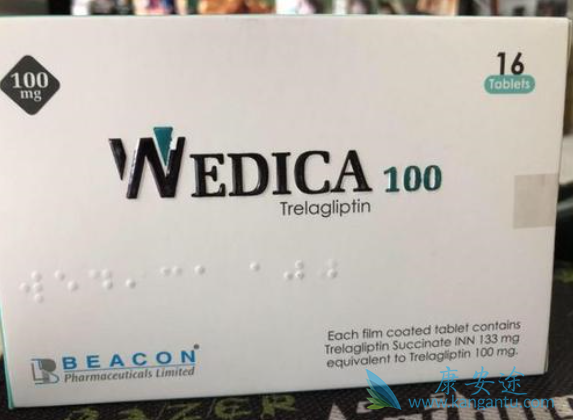 100
mg
16
Tablets
WEDICA 100
Trelagliptin
Each film coated tablet contains
Trelagliptin Succinate INN 133 mg
equivalent to Trelagliptin 100 mg.
BEACON®
Pharmaceuticals Limited
康安途
www.kangantu.com